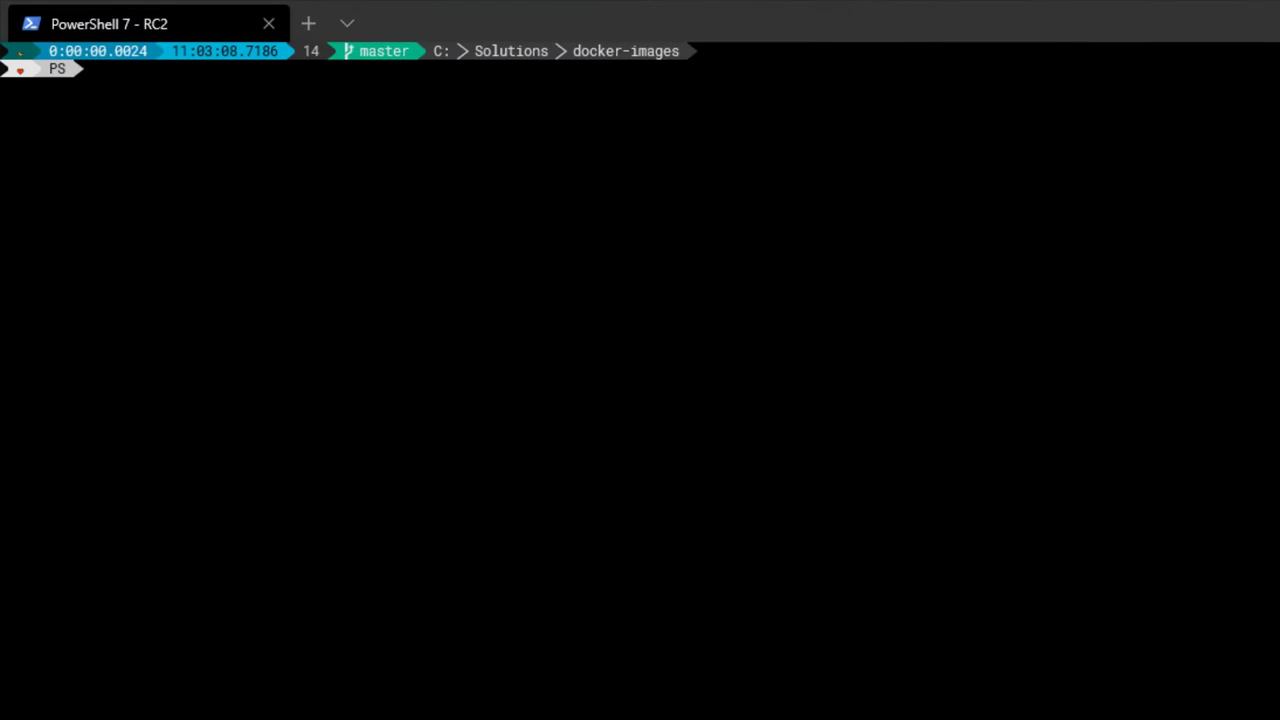 PowerShell 7 - RC2
0:00:00.0024 11:03:08.7186 14 master C: > Solutions > docker-images
PS